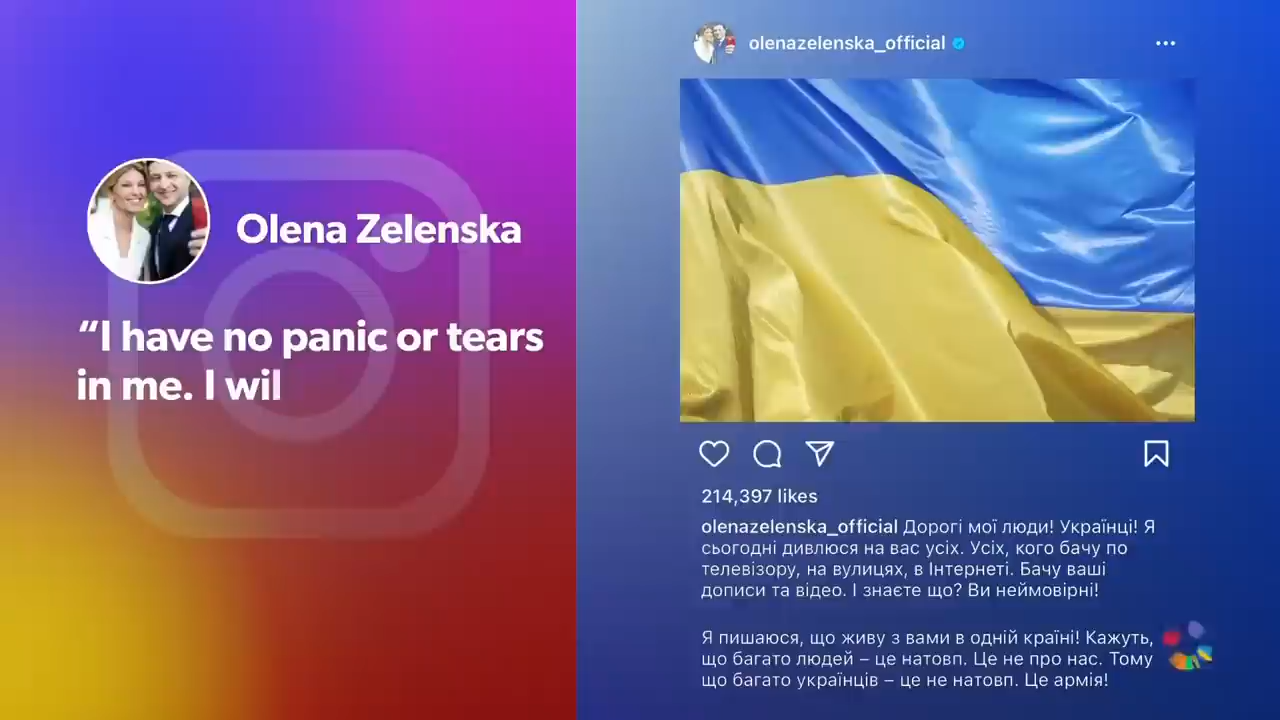 Olena Zelenska
“I have no panic or tears
in me. I wil
olenazelenska_official
214,397 likes
olenazelenska_official Дорогі мої люди! Українці! Я
сьогодні дивлюся на вас усіх. Усіх, кого бачу по
телевізору, на вулицях, в Інтернеті. Бачу ваші
дописи та відео. І знаєте що? Ви неймовірні!
Я пишаюся, що живу з вами в одній країні! Кажуть,
що багато людей – це натовп. Це не про нас. Тому
що багато українців – це не натовп. Це армія!